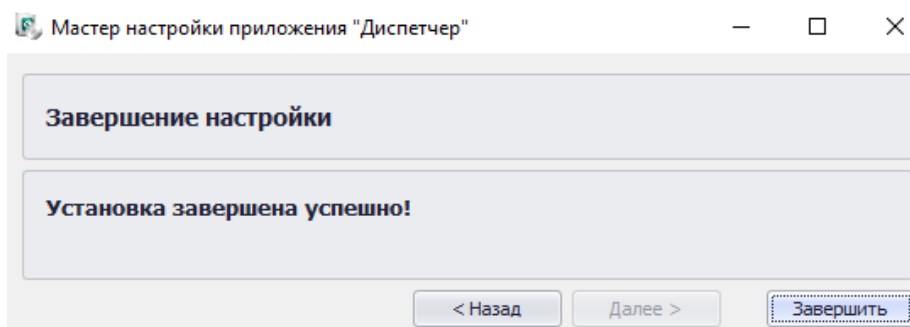 Мастер настройки приложения "Диспетчер"
Завершение настройки
Установка завершена успешно!
< Назад Далее > Завершить